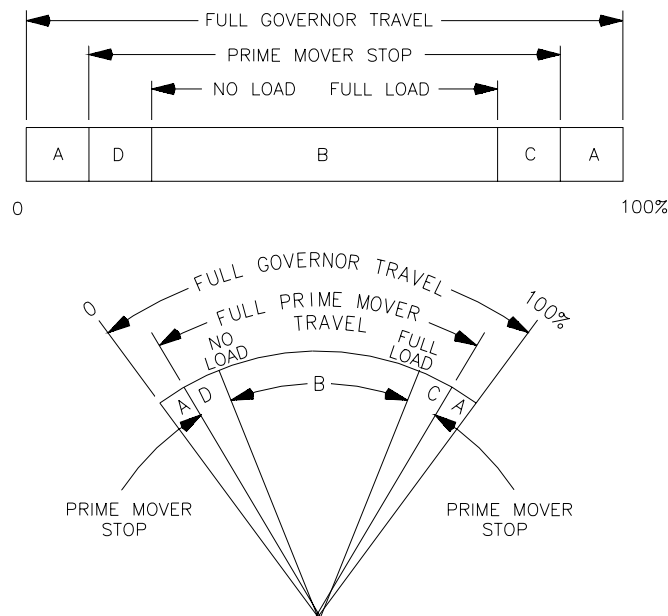 FULL GOVERNOR TRAVEL
PRIME MOVER STOP
NO LOAD FULL LOAD
A D B C A
0 100%
FULL GOVERNOR TRAVEL
0 100%
FULL PRIME MOVER
TRAVEL
NO
LOAD
FULL
LOAD
A D B C A
PRIME MOVER
STOP
PRIME MOVER
STOP